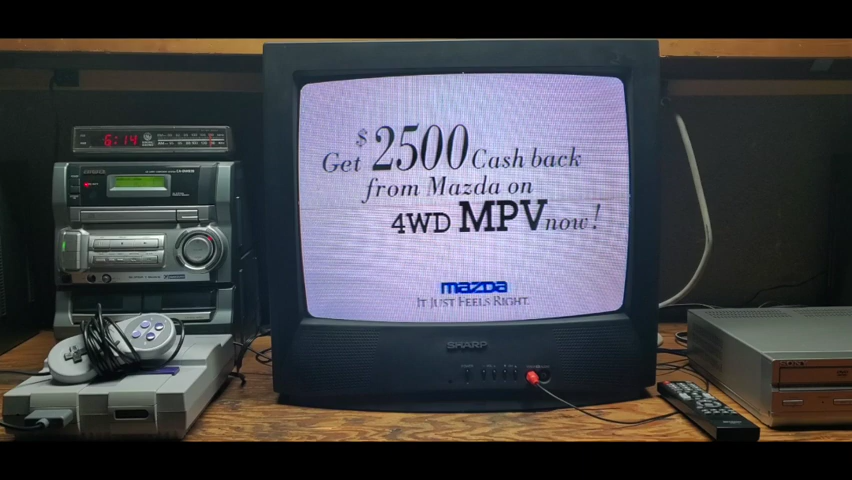 6:14
Get $2500 Cash back
from Mazda on
4WD MPV now!
mazda
IT JUST FEELS RIGHT.
SHARP